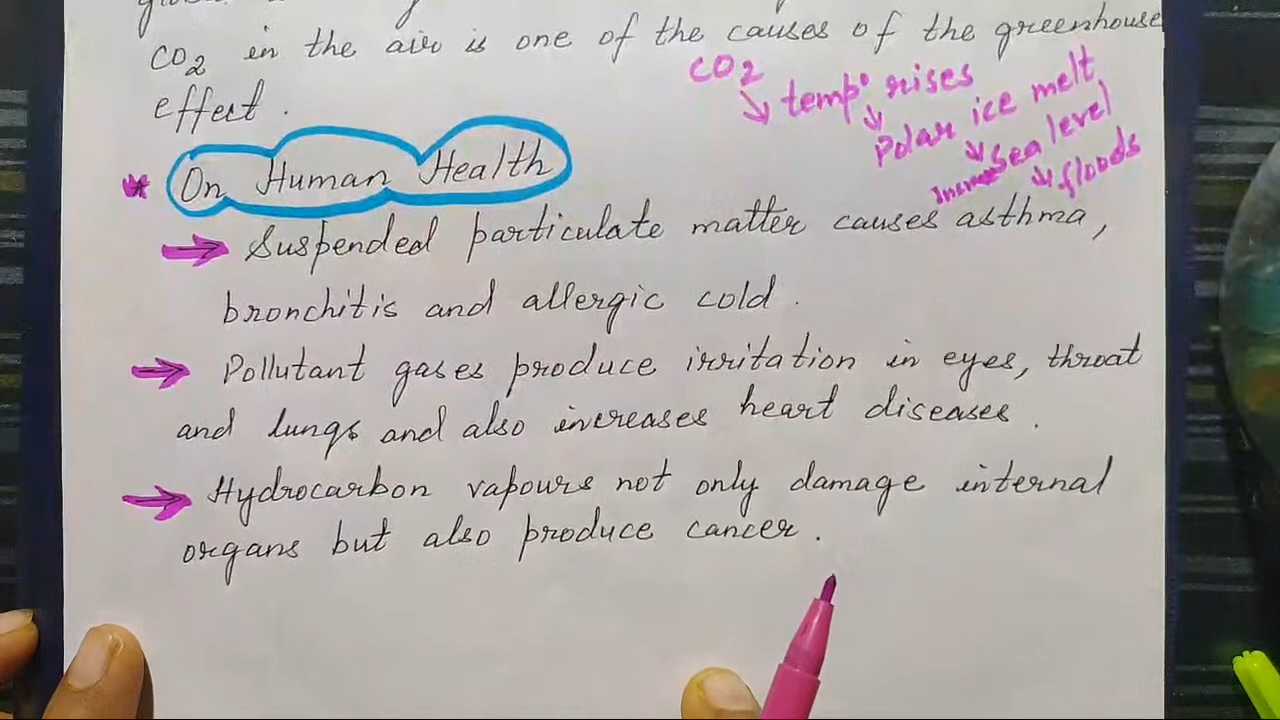 CO2 in the air is one of the causes of the greenhouse
effect.
CO2
temp. rises
Polar ice melt
Sea level
floods
* On Human Health
→ Suspended particulate matter causes asthma,
bronchitis and allergic cold.
→ Pollutant gases produce irritation in eyes, throat
and lungs and also increases heart diseases.
→ Hydrocarbon vapours not only damage internal
organs but also produce cancer.